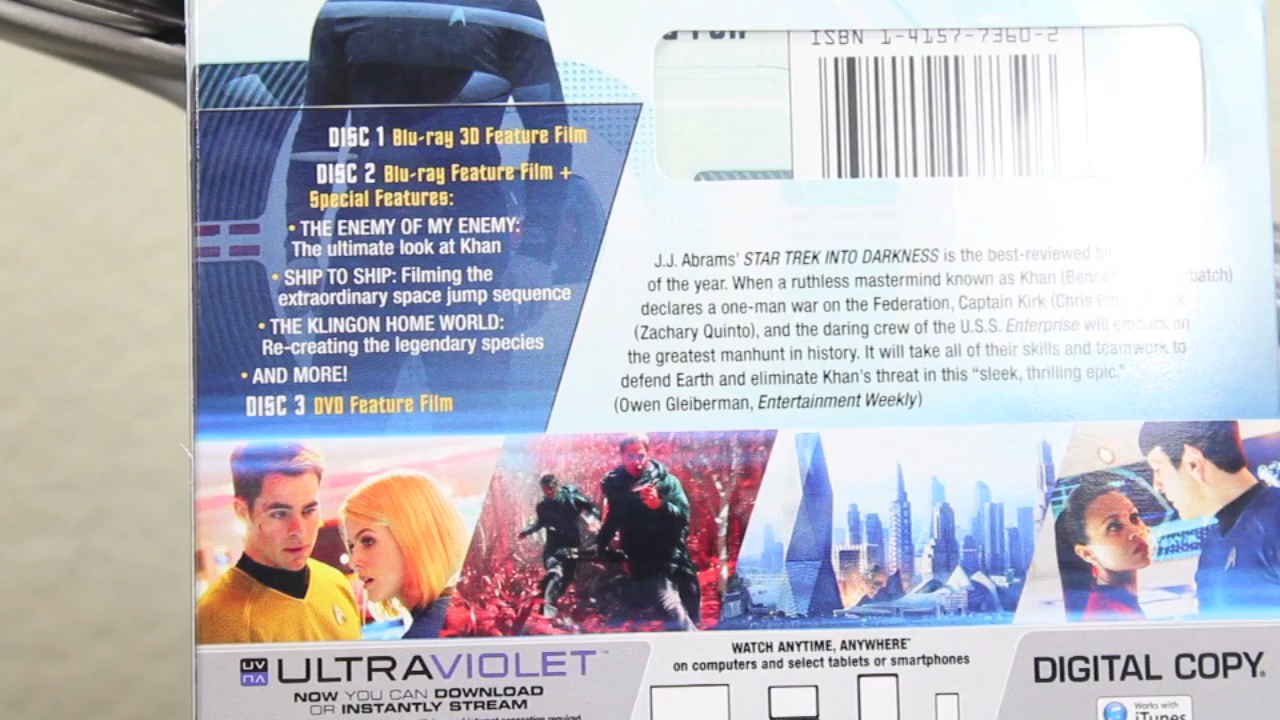 ISBN 1-4157-7360-2
DISC 1 Blu-ray 3D Feature Film
DISC 2 Blu-ray Feature Film +
Special Features:
• THE ENEMY OF MY ENEMY:
The ultimate look at Khan
• SHIP TO SHIP: Filming the
extraordinary space jump sequence
• THE KLINGON HOME WORLD:
Re-creating the legendary species
• AND MORE!
DISC 3 DVD Feature Film
J.J. Abrams' STAR TREK INTO DARKNESS is the best-reviewed
of the year. When a ruthless mastermind known as Khan
declares a one-man war on the Federation, Captain Kirk (Chris
(Zachary Quinto), and the daring crew of the U.S.S. Enterprise will embark on
the greatest manhunt in history. It will take all of their skills and teamwork to
defend Earth and eliminate Khan's threat in this "sleek, thrilling epic."
(Owen Gleiberman, Entertainment Weekly)
UV
ULTRAVIOLET™
NOW YOU CAN DOWNLOAD
OR INSTANTLY STREAM
WATCH ANYTIME, ANYWHERE™
on computers and select tablets or smartphones
DIGITAL COPY.
Works with
iTunes